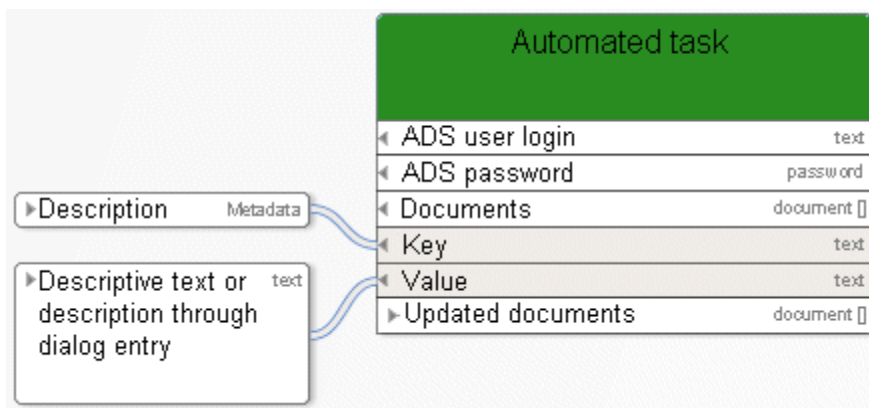 Automated task
ADS user login text
ADS password password
Description Metadata
Documents document []
Key text
Descriptive text or text
description through
dialog entry
Value text
Updated documents document []